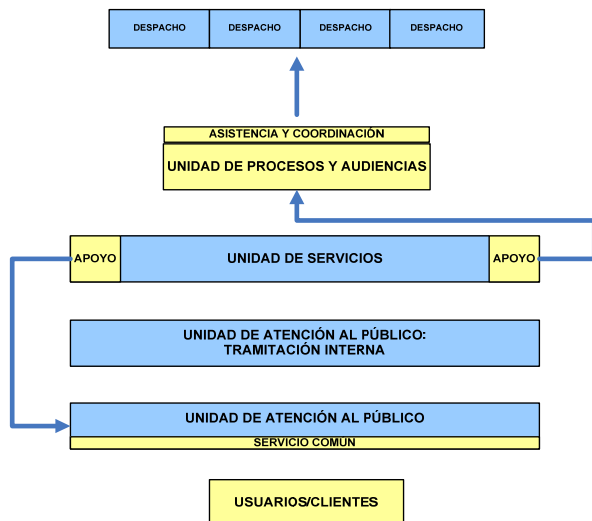 DESPACHO DESPACHO DESPACHO DESPACHO
ASISTENCIA Y COORDINACIÓN
UNIDAD DE PROCESOS Y AUDIENCIAS
APOYO UNIDAD DE SERVICIOS APOYO
UNIDAD DE ATENCIÓN AL PÚBLICO:
TRAMITACIÓN INTERNA
UNIDAD DE ATENCIÓN AL PÚBLICO
SERVICIO COMÚN
USUARIOS/CLIENTES